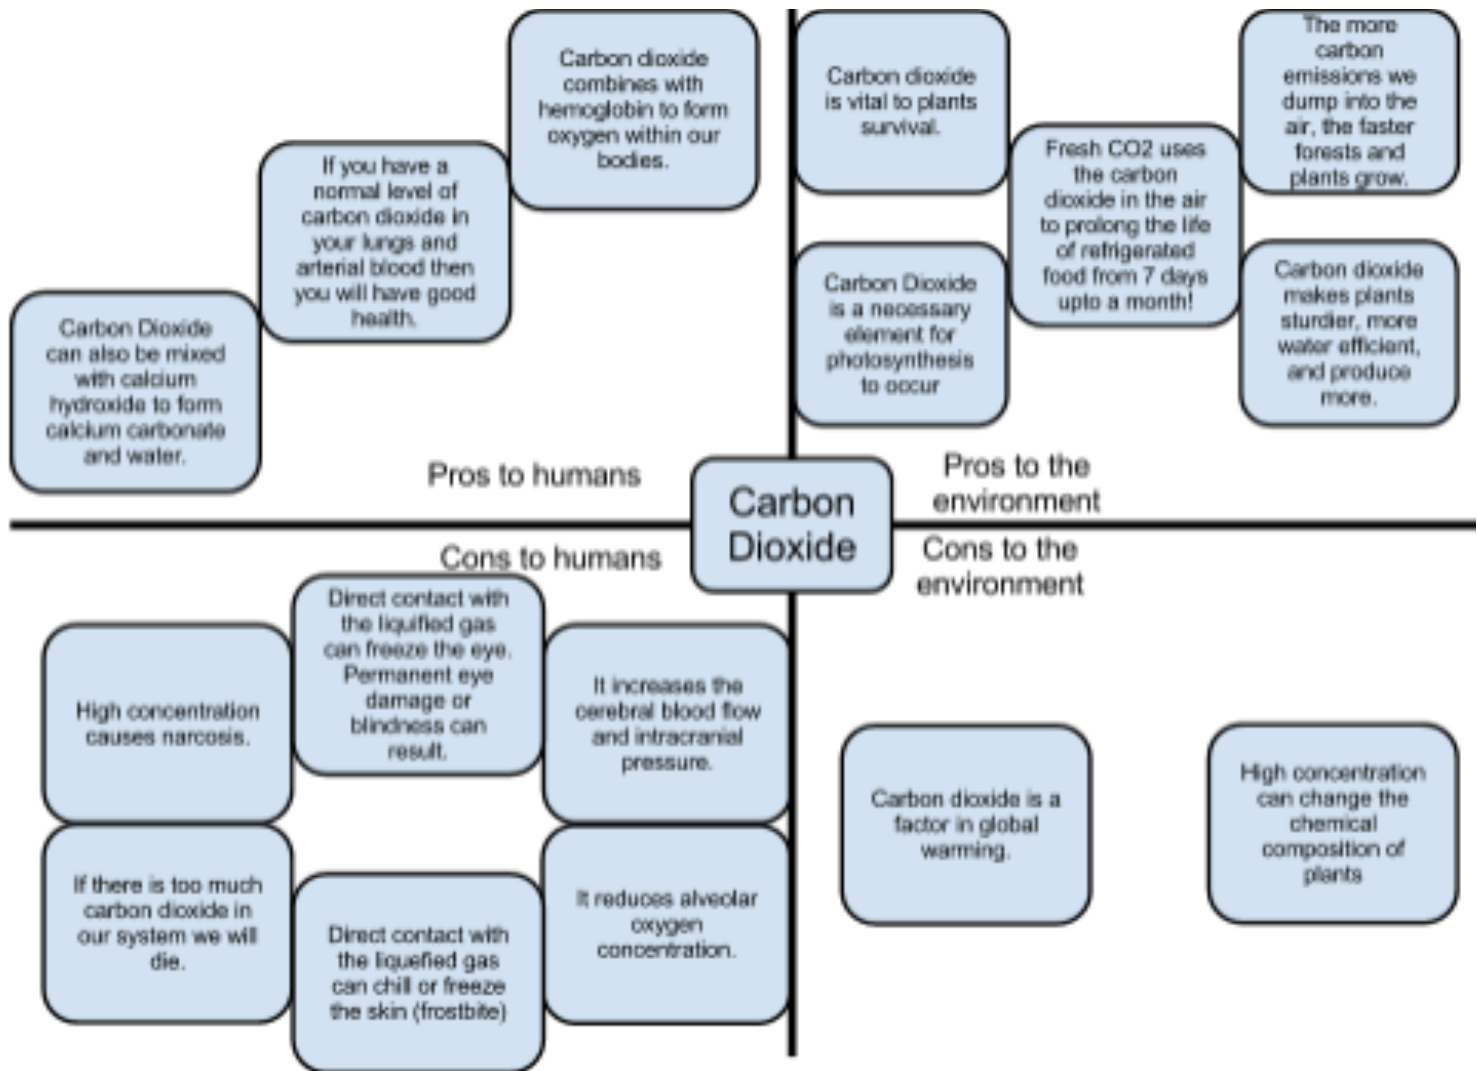 Carbon dioxide
combines with
hemoglobin to form
oxygen within our
bodies.
If you have a
normal level of
carbon dioxide in
your lungs and
arterial blood then
you will have good
health.
Carbon Dioxide
can also be mixed
with calcium
hydroxide to form
calcium carbonate
and water.
Pros to humans
Carbon dioxide
is vital to plants
survival.
The more
carbon
emissions we
dump into the
air, the faster
forests and
plants grow.
Fresh CO2 uses
the carbon
dioxide in the air
to prolong the life
of refrigerated
food from 7 days
upto a month!
Carbon Dioxide
is a necessary
element for
photosynthesis
to occur
Carbon dioxide
makes plants
sturdier, more
water efficient,
and produce
more.
Pros to the
environment
Carbon
Dioxide
Cons to humans
Direct contact with
the liquified gas
can freeze the eye.
Permanent eye
damage or
blindness can
result.
High concentration
causes narcosis.
It increases the
cerebral blood flow
and intracranial
pressure.
If there is too much
carbon dioxide in
our system we will
die.
Direct contact with
the liquefied gas
can chill or freeze
the skin (frostbite)
It reduces alveolar
oxygen
concentration.
Cons to the
environment
Carbon dioxide is a
factor in global
warming.
High concentration
can change the
chemical
composition of
plants